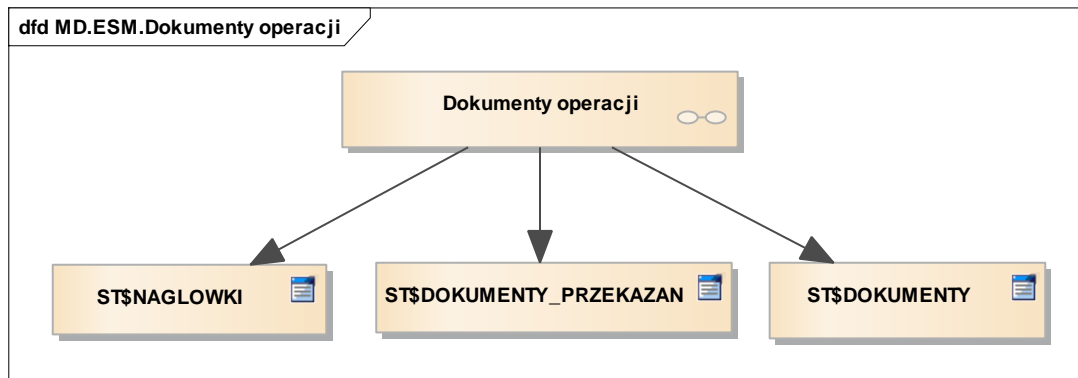 dfd MD.ESM.Dokumenty operacji
Dokumenty operacji
ST$NAGLOWKI
ST$DOKUMENTY_PRZEKAZAN
ST$DOKUMENTY